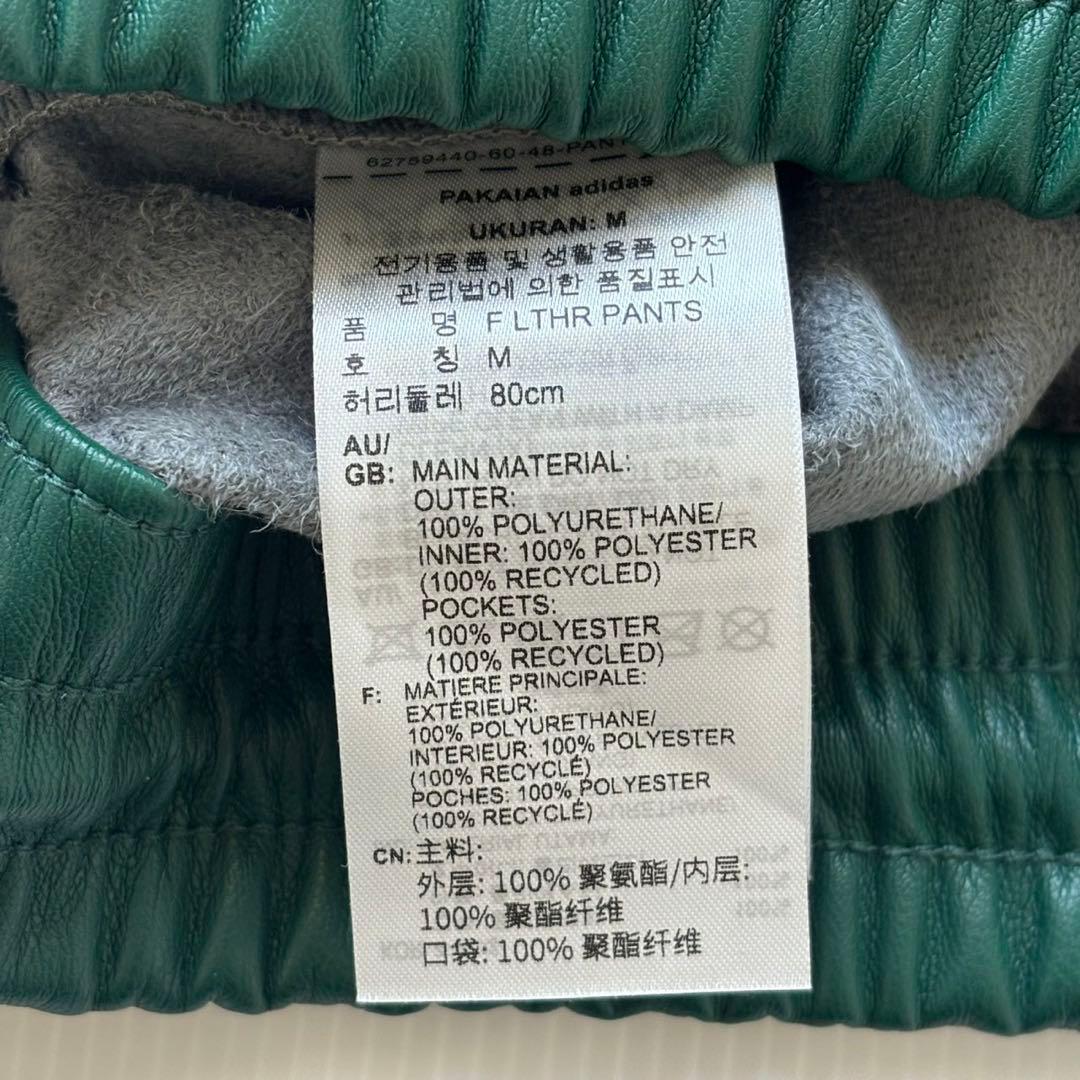 62759440-60-48-PANT
PAKAIAN adidas
UKURAN: M
전기용품 및 생활용품 안전
관리법에 의한 품질표시
품 명 F LTHR PANTS
호 칭 M
허리둘레 80cm
AU/
GB: MAIN MATERIAL:
OUTER:
100% POLYURETHANE/
INNER: 100% POLYESTER
(100% RECYCLED)
POCKETS:
100% POLYESTER
(100% RECYCLED)
F: MATIERE PRINCIPALE:
EXTÉRIEUR:
100% POLYURETHANE/
INTERIEUR: 100% POLYESTER
(100% RECYCLÉ)
POCHES: 100% POLYESTER
(100% RECYCLÉ)
CN: 主料:
外层: 100% 聚氨酯/内层:
100% 聚酯纤维
口袋: 100% 聚酯纤维